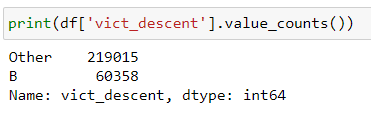 print(df['vict_descent'].value_counts())
Other    219015
B         60358
Name: vict_descent, dtype: int64